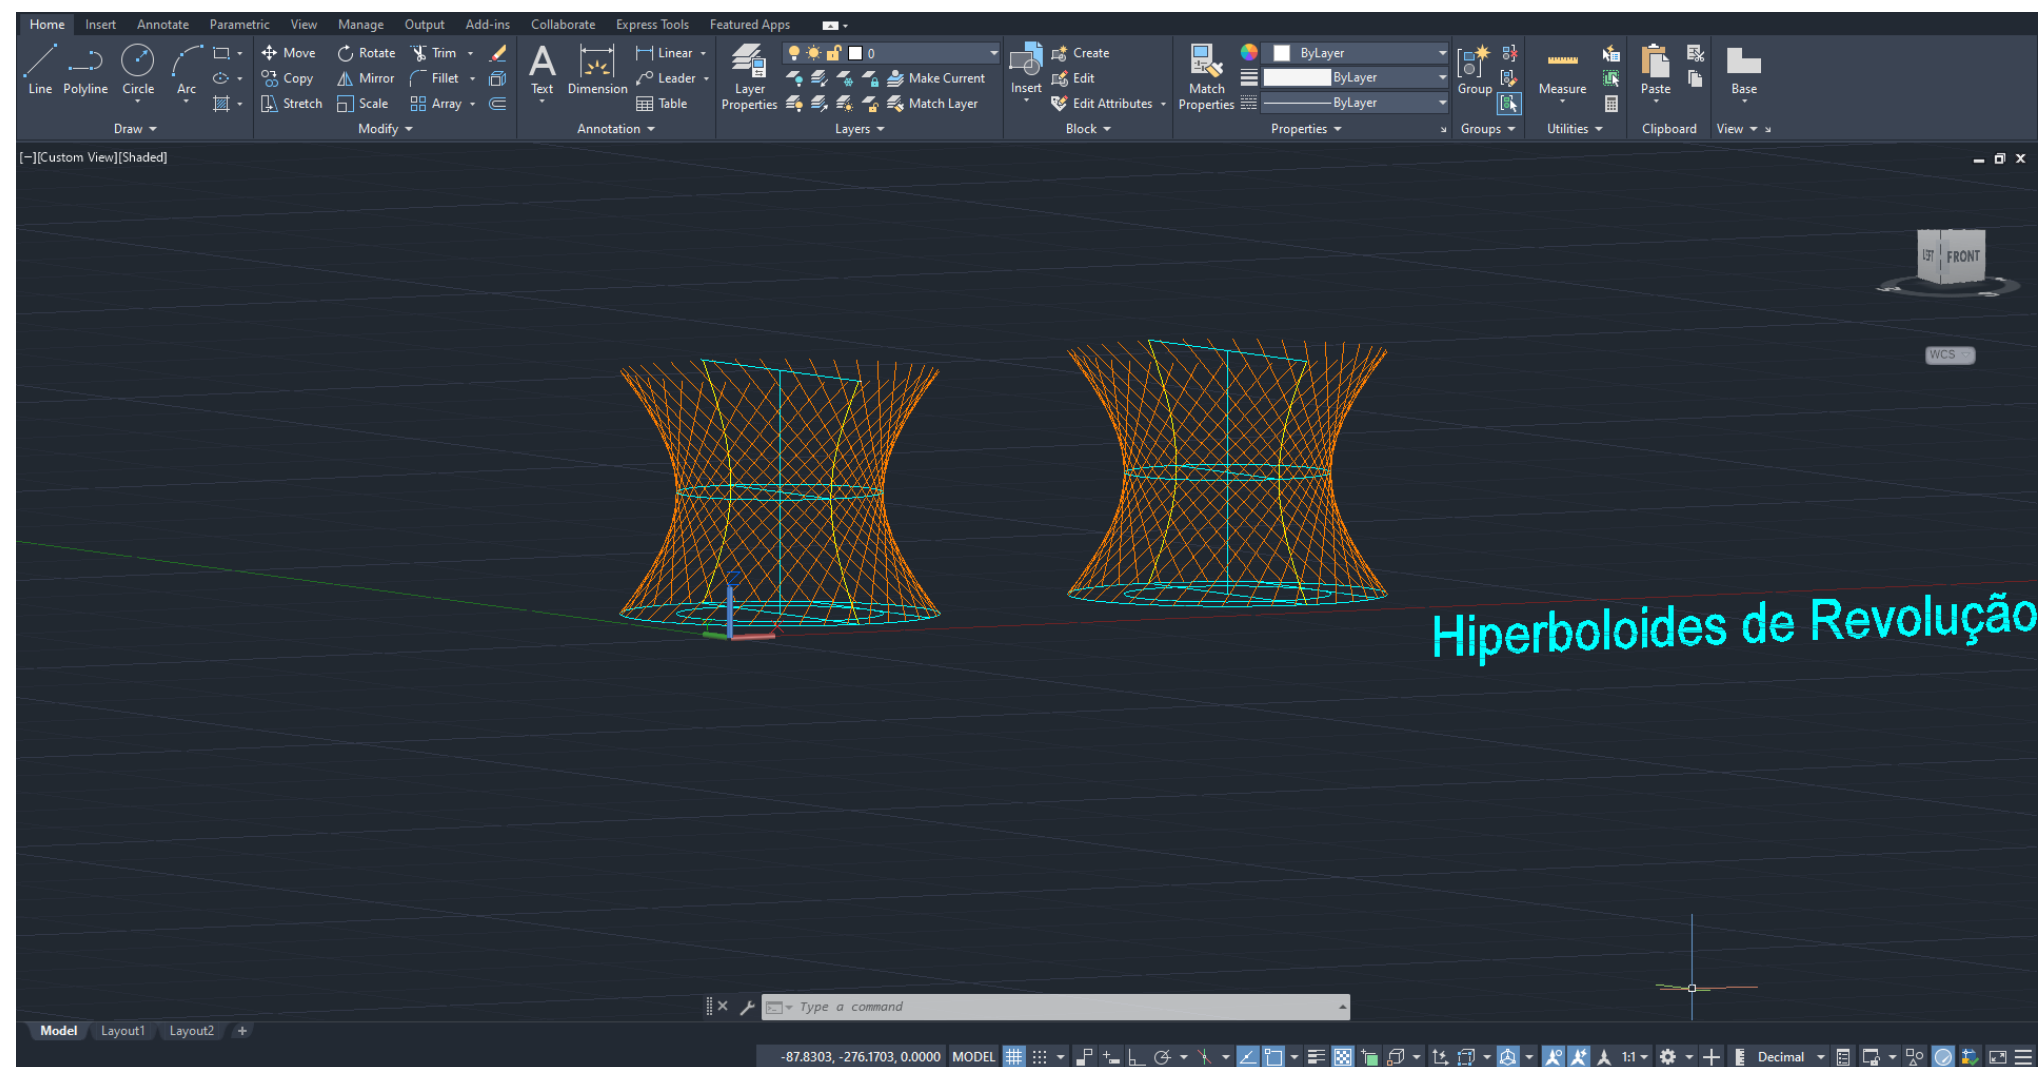 Home Insert Annotate Parametric View Manage Output Add-ins Collaborate Express Tools Featured Apps
Move Rotate Trim Linear 0 Create ByLayer
Copy Mirror Fillet Leader Make Current Edit ByLayer
Line Polyline Circle Arc Text Dimension Layer Properties Insert Match Properties Group Measure Paste Base
Stretch Scale Array Table Match Layer Edit Attributes ByLayer
Draw Modify Annotation Layers Block Properties Groups Utilities Clipboard View
[−][Custom View][Shaded]
LEFT FRONT
WCS
Hiperboloides de Revolução
Type a command
Model Layout1 Layout2 +
-87.8303, -276.1703, 0.0000 MODEL 1:1 Decimal